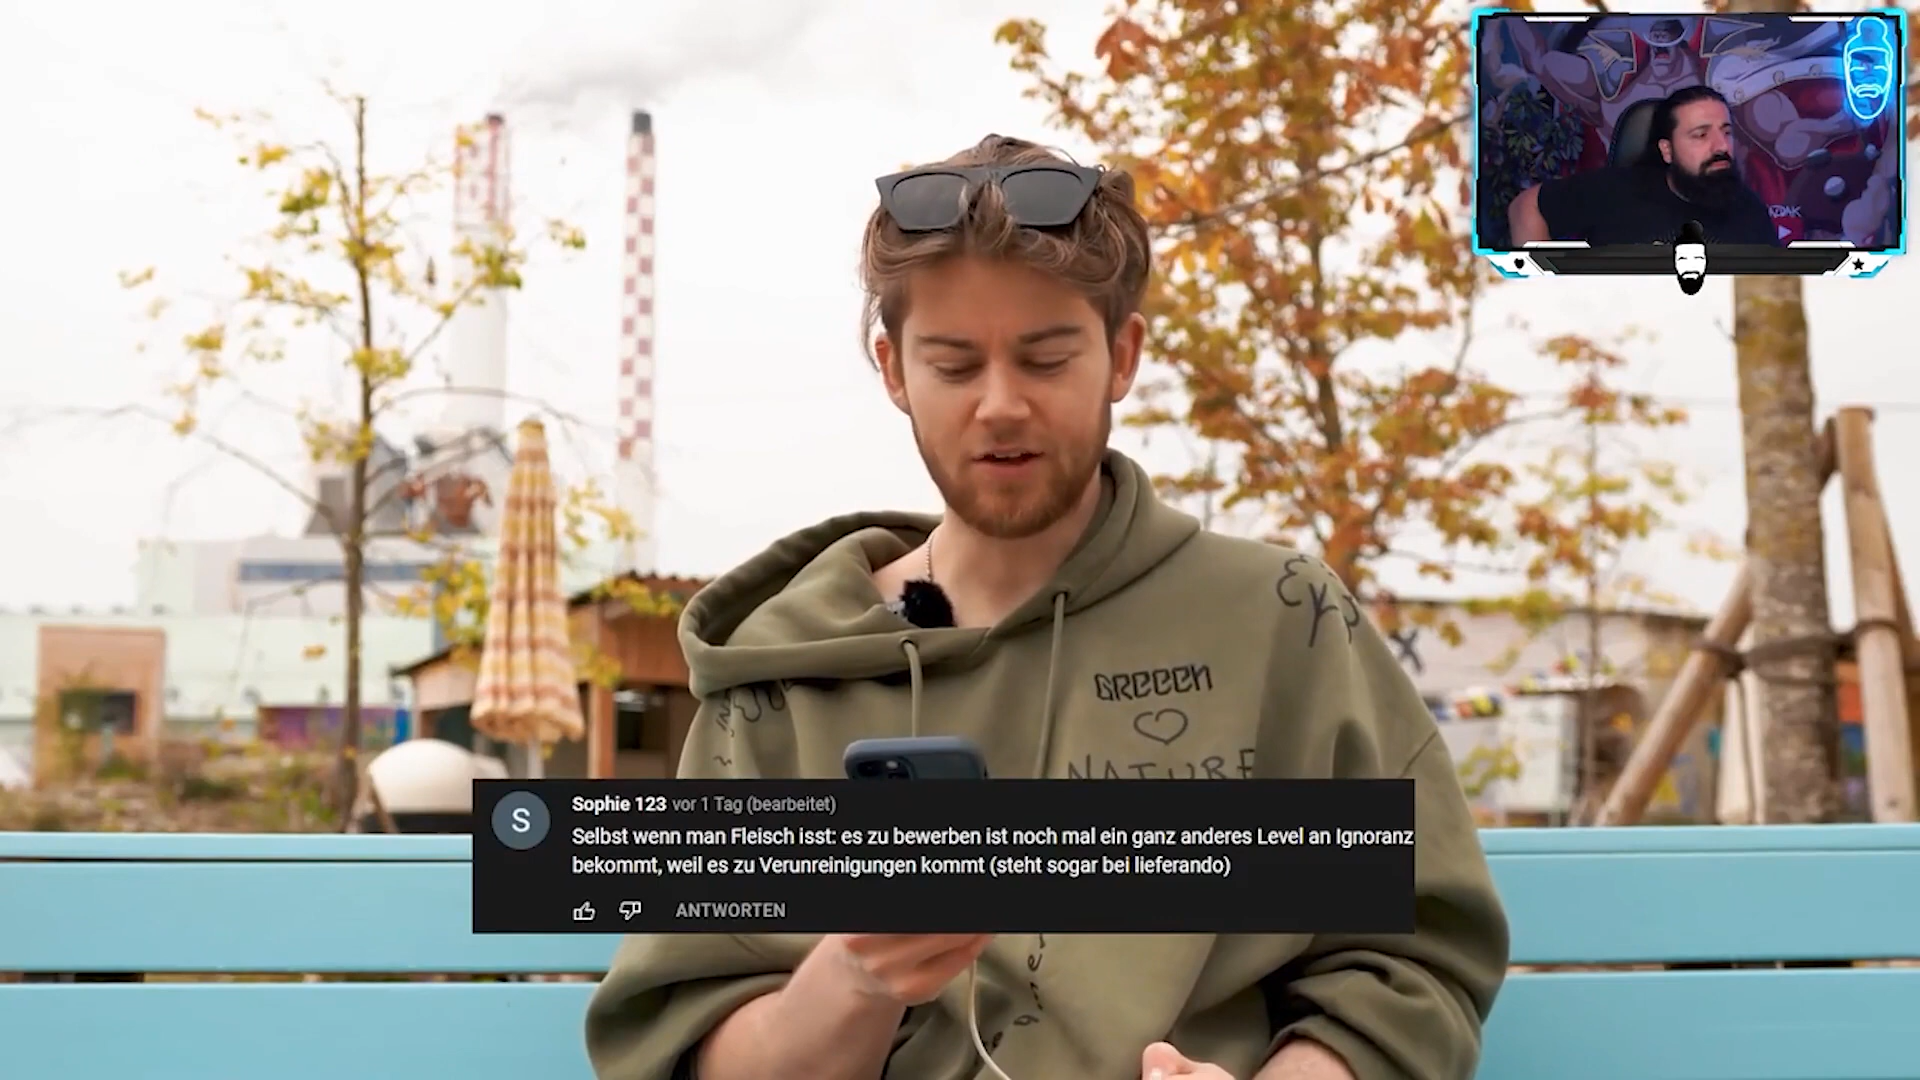 Sophie 123 vor 1 Tag (bearbeitet)
Selbst wenn man Fleisch isst: es zu bewerben ist noch mal ein ganz anderes Level an Ignoranz
bekommt, weil es zu Verunreinigungen kommt (steht sogar bei lieferando)
ANTWORTEN
S
GREEEN
NATURE